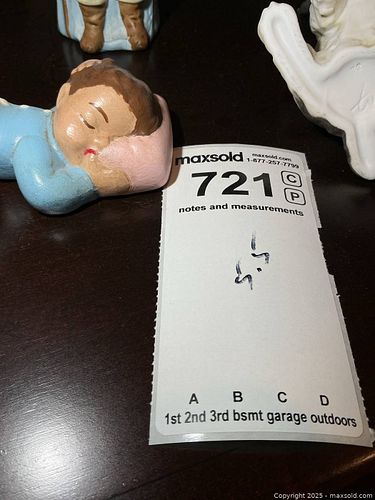 maxsold maxsold.com
1-877-257-7799
721 C
P
notes and measurements
A B C D
1st 2nd 3rd bsmt garage outdoors
Copyright © 2025 - maxsold.com